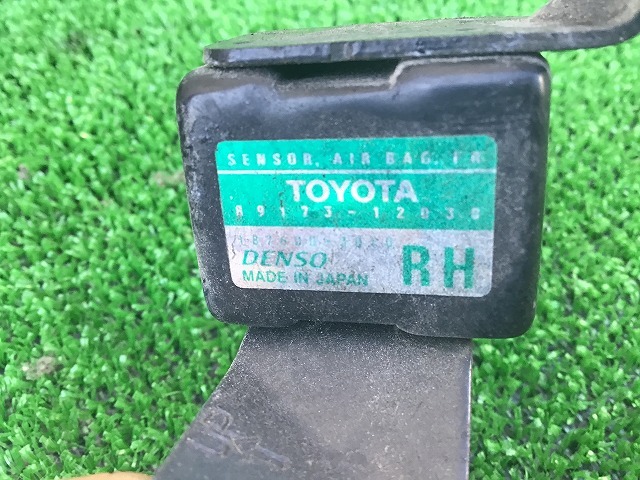 SENSOR, AIR BAG, FR
TOYOTA
89173-12030
DENSO
RH
MADE IN JAPAN